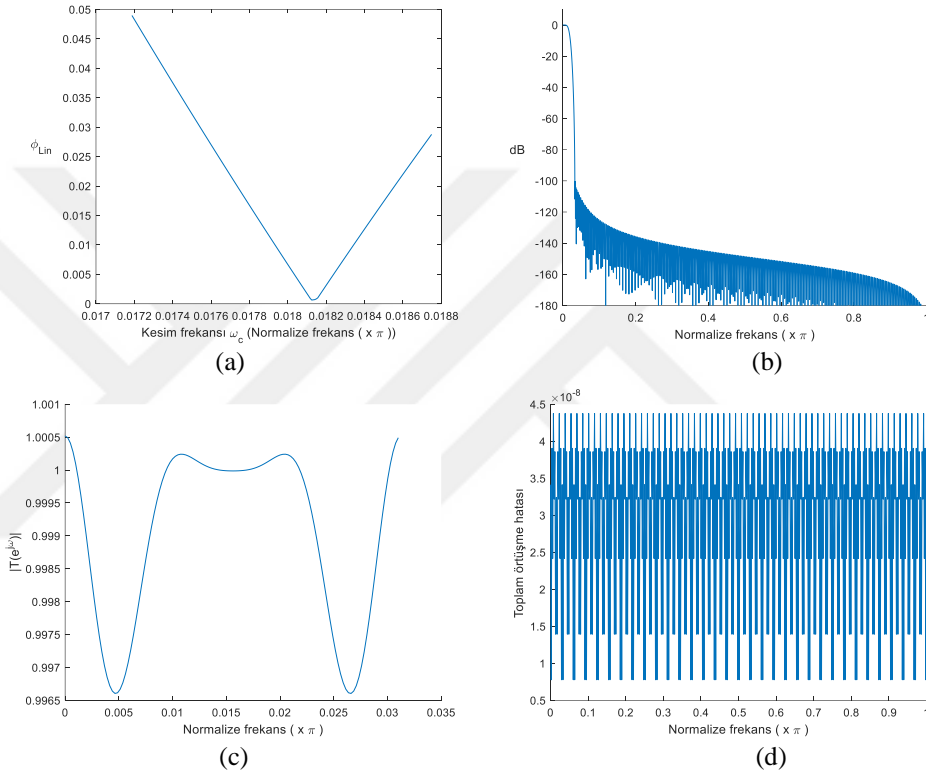 0.05
0.045
0.04
0.035
0.03
0.025
0.02
0.015
0.01
0.005
0
ϕLin
0.017 0.0172 0.0174 0.0176 0.0178 0.018 0.0182 0.0184 0.0186 0.0188
Kesim frekansı ωc (Normalize frekans ( x π ))
(a)
0
-20
-40
-60
-80
-100
-120
-140
-160
-180
dB
0 0.2 0.4 0.6 0.8 1
Normalize frekans ( x π )
(b)
1.001
1.0005
1
0.9995
0.999
0.9985
0.998
0.9975
0.997
0.9965
|T(e^jω)|
0 0.005 0.01 0.015 0.02 0.025 0.03 0.035
Normalize frekans ( x π )
(c)
×10^-8
4.5
4
3.5
3
2.5
2
1.5
1
0.5
Toplam örtüşme hatası
0 0.1 0.2 0.3 0.4 0.5 0.6 0.7 0.8 0.9 1
Normalize frekans ( x π )
(d)